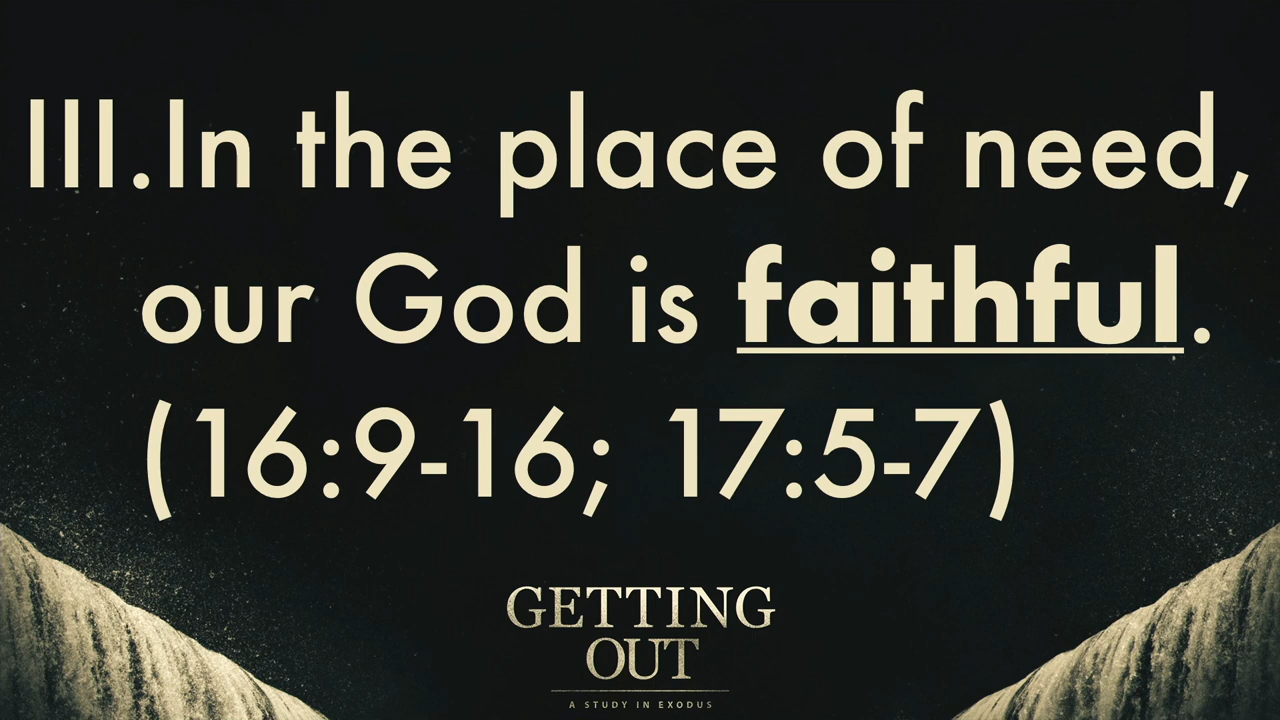 III.In the place of need,
our God is faithful.
(16:9-16; 17:5-7)
GETTING
OUT
A STUDY IN EXODUS